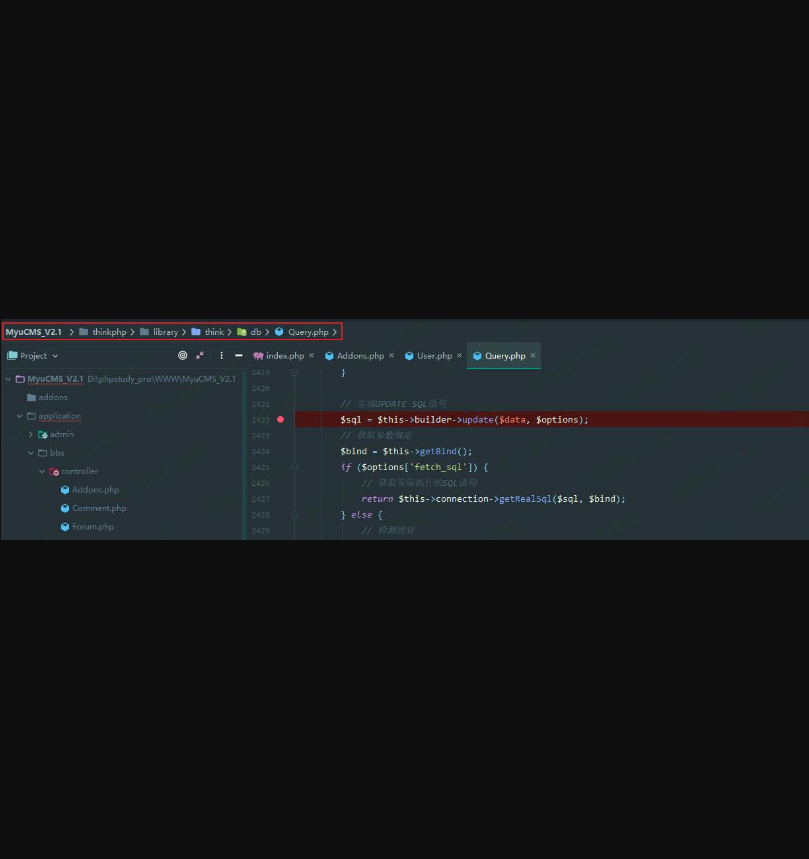 MyuCMS_V2.1 > thinkphp > library > think > db > Query.php >
Project
index.php × Addons.php × User.php × Query.php ×
MyuCMS_V2.1 D:\phpstudy_pro\WWW\MyuCMS_V2.1
addons
application
admin
bbs
controller
Addons.php
Comment.php
Forum.php
2419 }
2420
2421 // 生成UPDATE SQL语句
2422 $sql = $this->builder->update($data, $options);
2423 // 获取参数绑定
2424 $bind = $this->getBind();
2425 if ($options['fetch_sql']) {
2426 // 获取实际执行的SQL语句
2427 return $this->connection->getRealSql($sql, $bind);
2428 } else {
2429 // 检测缓存